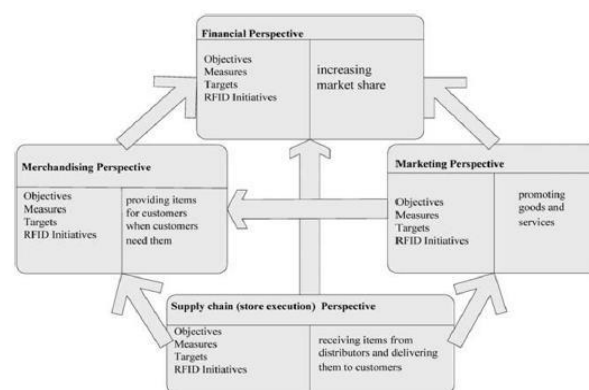 Financial Perspective
Objectives
Measures
Targets
RFID Initiatives
increasing
market share
Merchandising Perspective
Objectives
Measures
Targets
RFID Initiatives
providing items
for customers
when customers
need them
Marketing Perspective
Objectives
Measures
Targets
RFID Initiatives
promoting
goods and
services
Supply chain (store execution) Perspective
Objectives
Measures
Targets
RFID Initiatives
receiving items from
distributors and delivering
them to customers